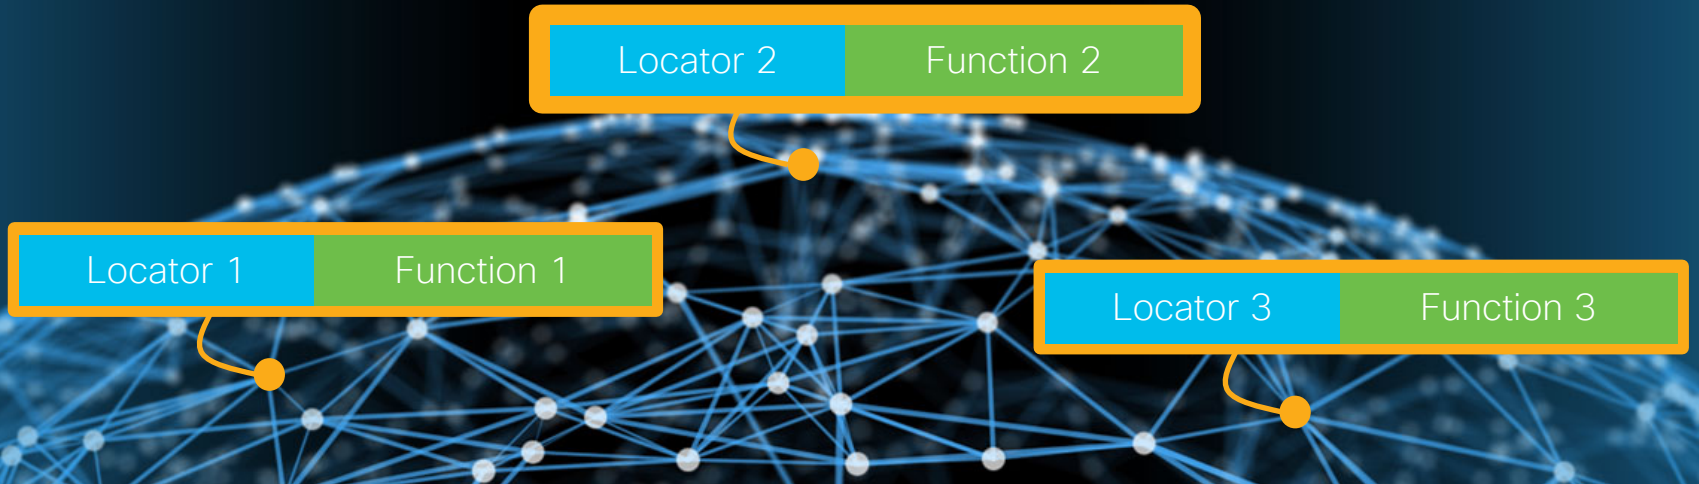 Locator 2 Function 2
Locator 1 Function 1
Locator 3 Function 3